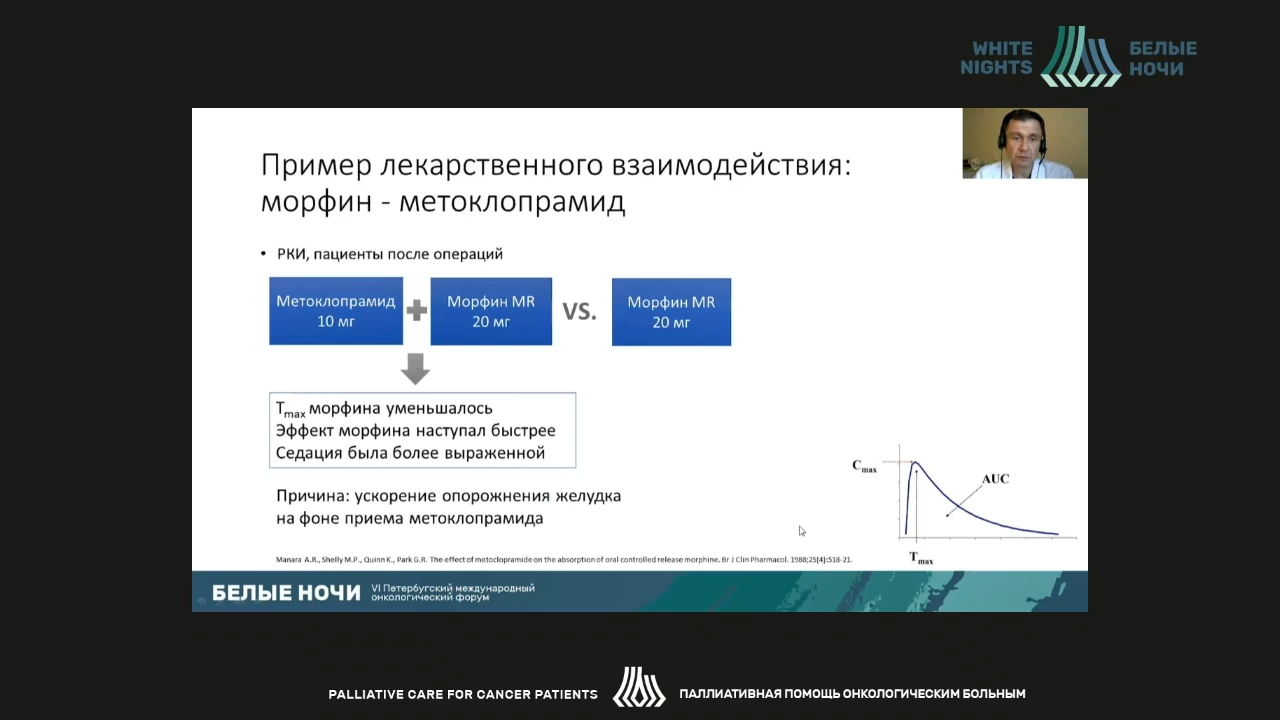 WHITE
NIGHTS
БЕЛЫЕ
НОЧИ
Пример лекарственного взаимодействия:
морфин - метоклопрамид
• РКИ, пациенты после операций
Метоклопрамид
10 мг
Морфин MR
20 мг
VS.
Морфин MR
20 мг
Tmax морфина уменьшалось
Эффект морфина наступал быстрее
Седация была более выраженной
Причина: ускорение опорожнения желудка
на фоне приема метоклопрамида
Cmax
AUC
Tmax
Manara A.R., Shelly M.P., Quinn K., Park G.R. The effect of metoclopramide on the absorption of oral controlled release morphine. Br J Clin Pharmacol. 1988;25(4):518-21.
БЕЛЫЕ НОЧИ
VI Петербургский международный
онкологический форум
PALLIATIVE CARE FOR CANCER PATIENTS
ПАЛЛИАТИВНАЯ ПОМОЩЬ ОНКОЛОГИЧЕСКИМ БОЛЬНЫМ